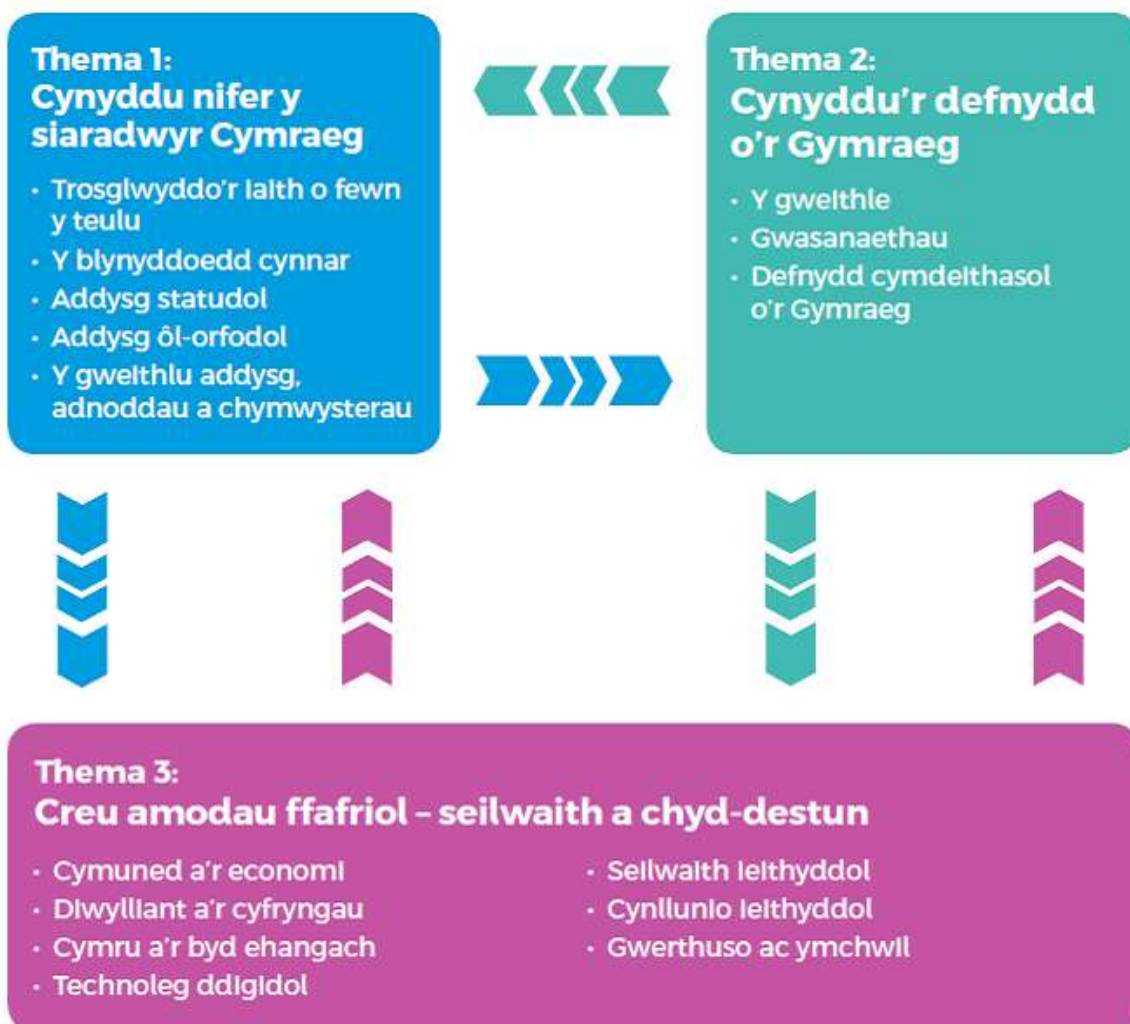 Thema 1:
Cynyddu nifer y
siaradwyr Cymraeg
• Trosglwyddo'r iaith o fewn
y teulu
• Y blynyddoedd cynnar
• Addysg statudol
• Addysg ôl-orfodol
• Y gweithlu addysg,
adnoddau a chymwysterau
Thema 2:
Cynyddu'r defnydd
o'r Gymraeg
• Y gweithle
• Gwasanaethau
• Defnydd cymdeithasol
o'r Gymraeg
Thema 3:
Creu amodau ffafriol – seilwaith a chyd-destun
• Cymuned a'r economi
• Diwylliant a'r cyfryngau
• Cymru a'r byd ehangach
• Technoleg ddigidol
• Seilwaith ieithyddol
• Cynllunio ieithyddol
• Gwerthuso ac ymchwil